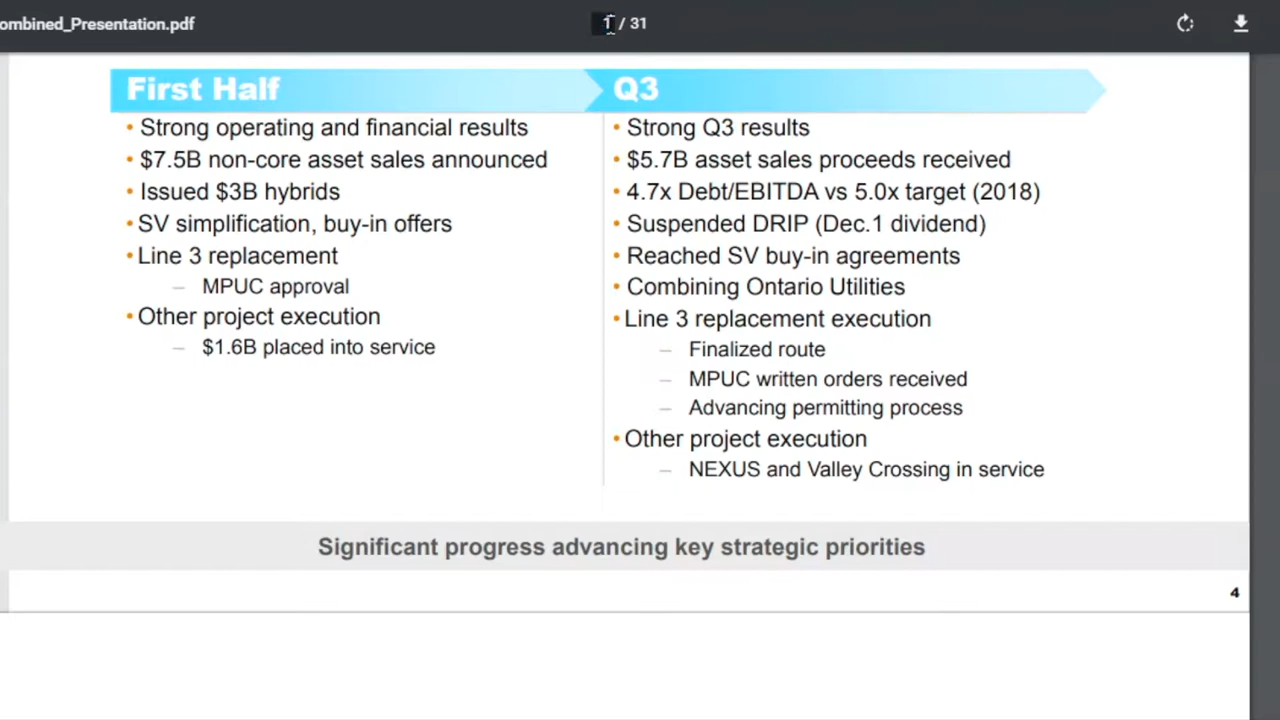 ombined_Presentation.pdf
1 / 31
First Half
• Strong operating and financial results
• $7.5B non-core asset sales announced
• Issued $3B hybrids
• SV simplification, buy-in offers
• Line 3 replacement
– MPUC approval
• Other project execution
– $1.6B placed into service
Q3
• Strong Q3 results
• $5.7B asset sales proceeds received
• 4.7x Debt/EBITDA vs 5.0x target (2018)
• Suspended DRIP (Dec.1 dividend)
• Reached SV buy-in agreements
• Combining Ontario Utilities
• Line 3 replacement execution
– Finalized route
– MPUC written orders received
– Advancing permitting process
• Other project execution
– NEXUS and Valley Crossing in service
Significant progress advancing key strategic priorities
4